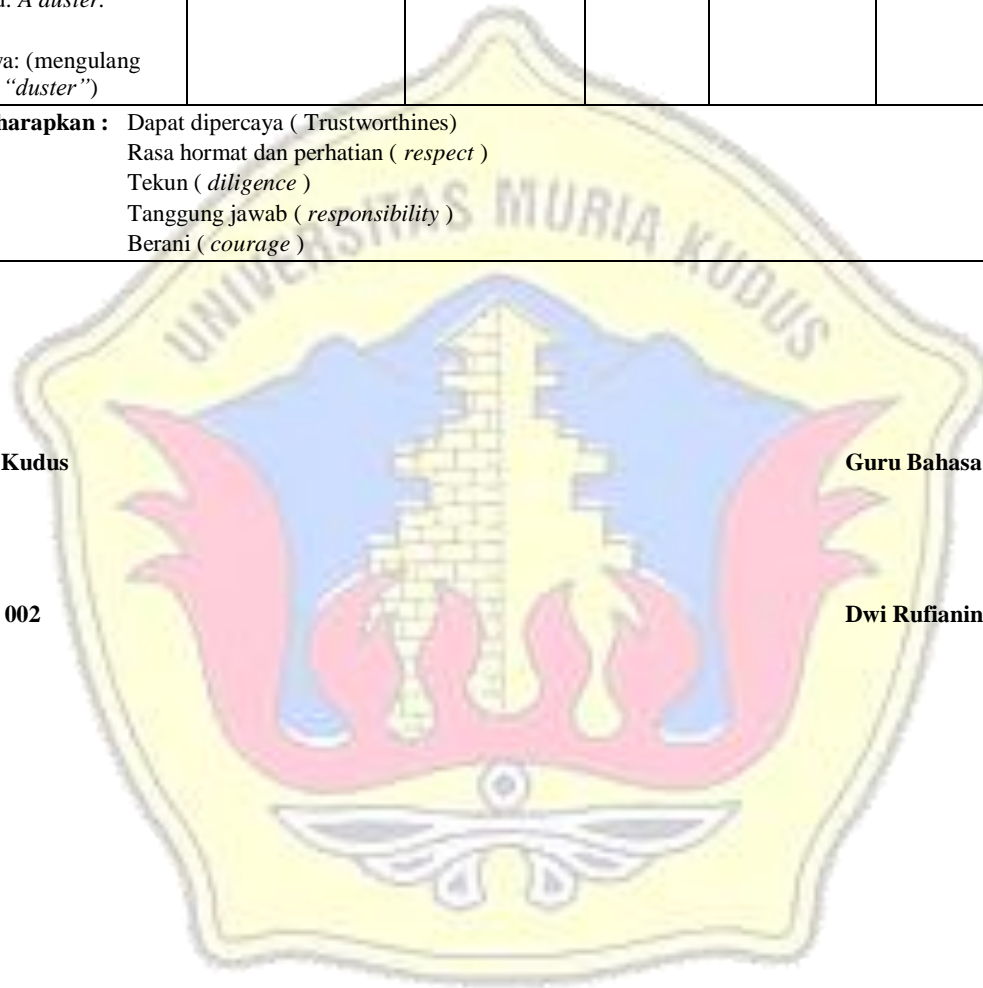 A duster.
(mengulang
“duster”)
harapkan : Dapat dipercaya ( Trustworthines)
Rasa hormat dan perhatian ( respect )
Tekun ( diligence )
Tanggung jawab ( responsibility )
Berani ( courage )
UNIVERSITAS MURIA KUDUS
Kudus
Guru Bahasa
002
Dwi Rufianin